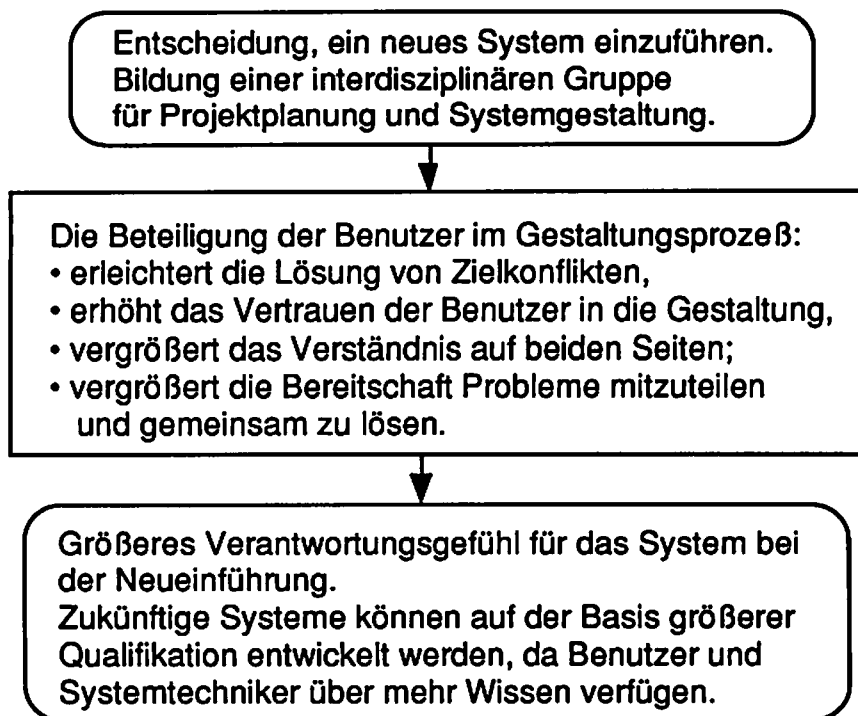 Entscheidung, ein neues System einzuführen.
Bildung einer interdisziplinären Gruppe
für Projektplanung und Systemgestaltung.
Die Beteiligung der Benutzer im Gestaltungsprozeß:
• erleichtert die Lösung von Zielkonflikten,
• erhöht das Vertrauen der Benutzer in die Gestaltung,
• vergrößert das Verständnis auf beiden Seiten;
• vergrößert die Bereitschaft Probleme mitzuteilen
und gemeinsam zu lösen.
Größeres Verantwortungsgefühl für das System bei
der Neueinführung.
Zukünftige Systeme können auf der Basis größerer
Qualifikation entwickelt werden, da Benutzer und
Systemtechniker über mehr Wissen verfügen.